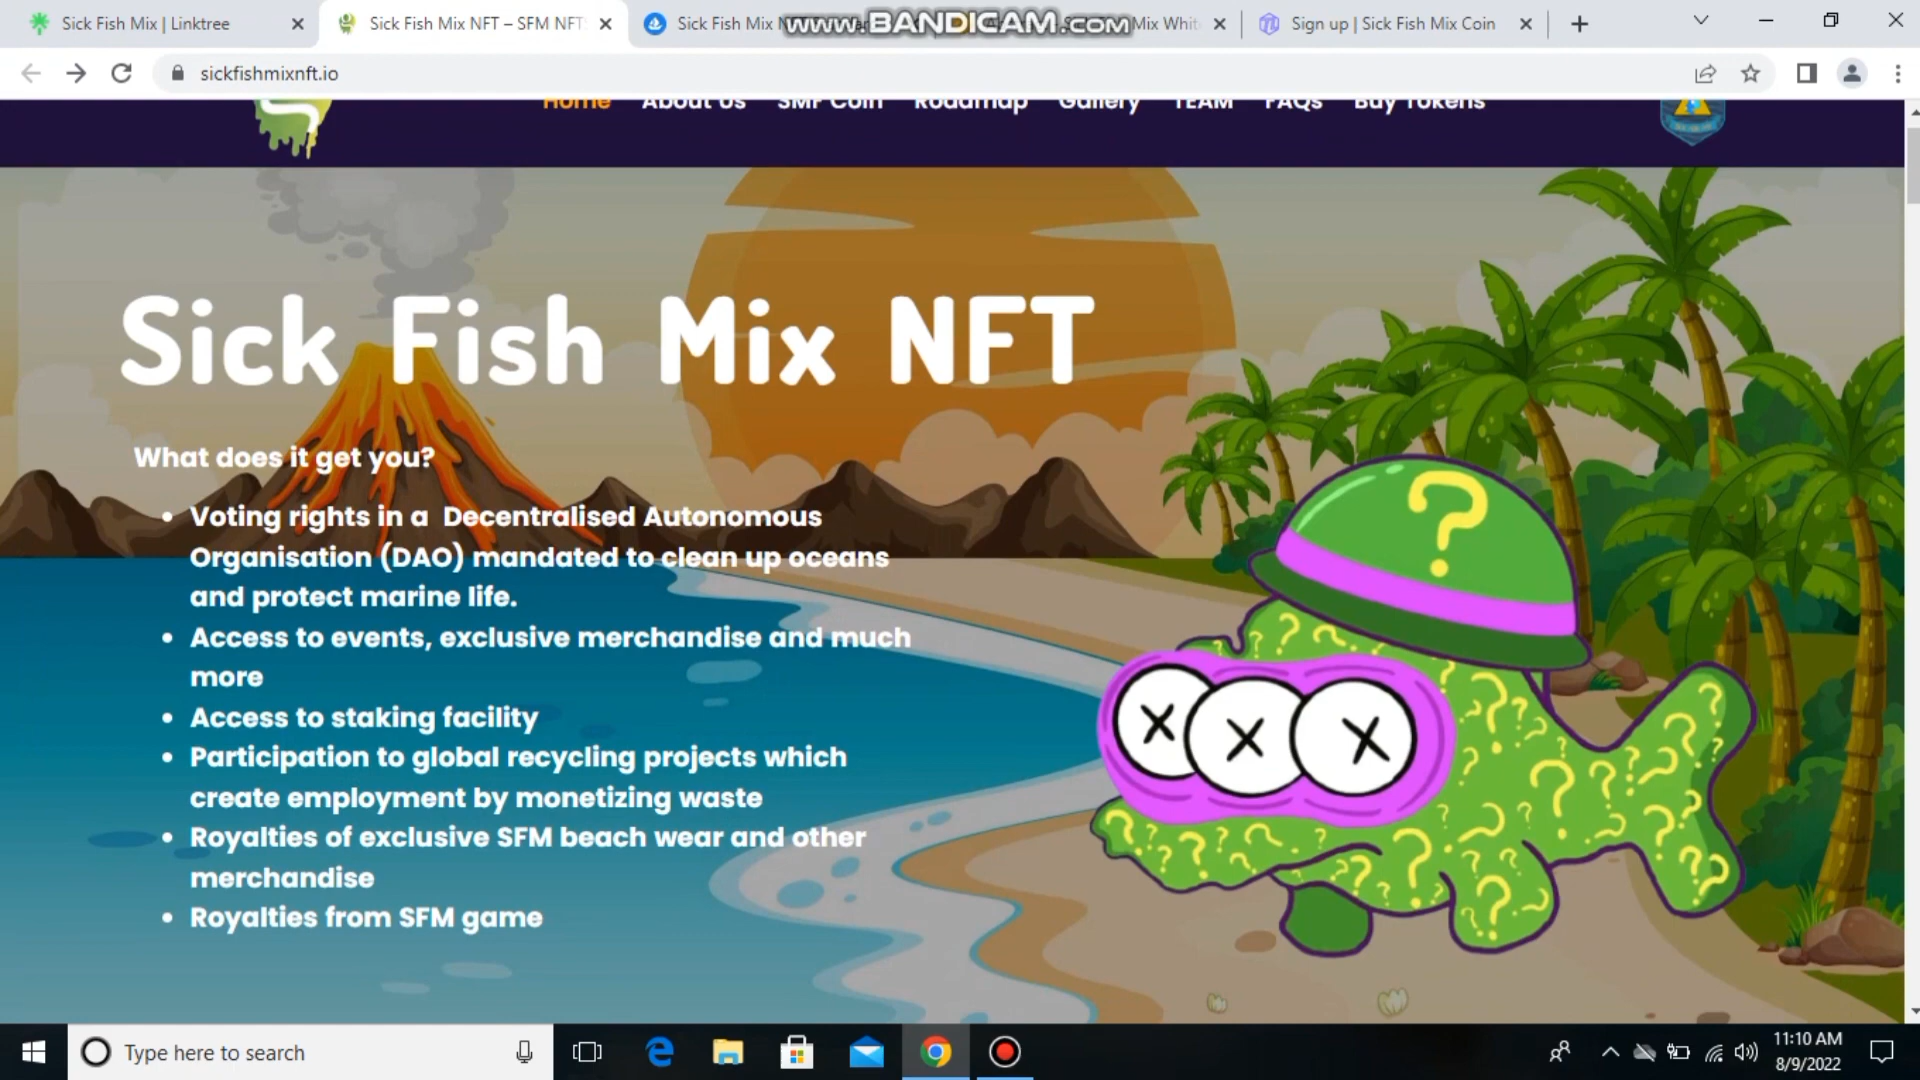 Sick Fish Mix | Linktree
Sick Fish Mix NFT – SFM NFT
Sick Fish Mix N
Mix Whit
Sign up | Sick Fish Mix Coin
www.BANDICAM.com
sickfishmixnft.io
Home About Us SMF Coin Roadmap Gallery TEAM FAQs Buy Tokens
Sick Fish Mix NFT
What does it get you?
• Voting rights in a Decentralised Autonomous
Organisation (DAO) mandated to clean up oceans
and protect marine life.
• Access to events, exclusive merchandise and much
more
• Access to staking facility
• Participation to global recycling projects which
create employment by monetizing waste
• Royalties of exclusive SFM beach wear and other
merchandise
• Royalties from SFM game
Type here to search
11:10 AM
8/9/2022